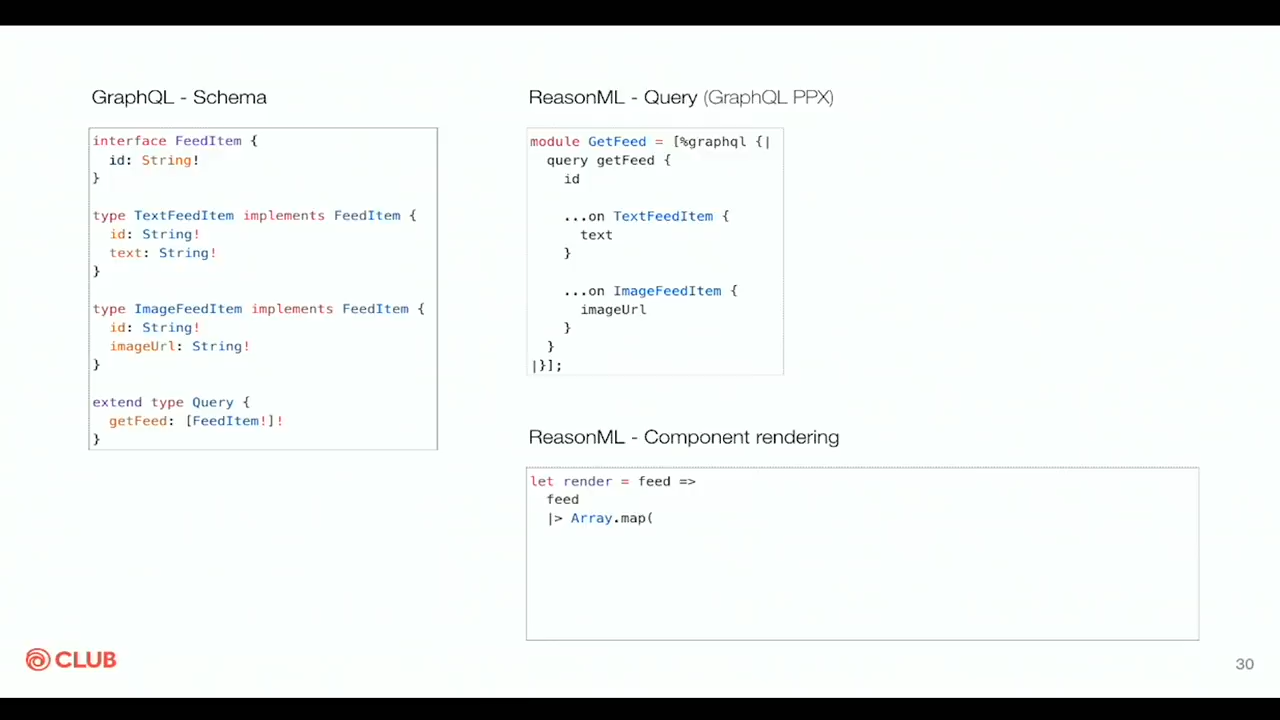 GraphQL - Schema
interface FeedItem {
  id: String!
}
type TextFeedItem implements FeedItem {
  id: String!
  text: String!
}
type ImageFeedItem implements FeedItem {
  id: String!
  imageUrl: String!
}
extend type Query {
  getFeed: [FeedItem!]!
}
ReasonML - Query (GraphQL PPX)
module GetFeed = [%graphql {|
  query getFeed {
    id
    ...on TextFeedItem {
      text
    }
    ...on ImageFeedItem {
      imageUrl
    }
  }
|}];
ReasonML - Component rendering
let render = feed =>
  feed
  |> Array.map(
CLUB
30